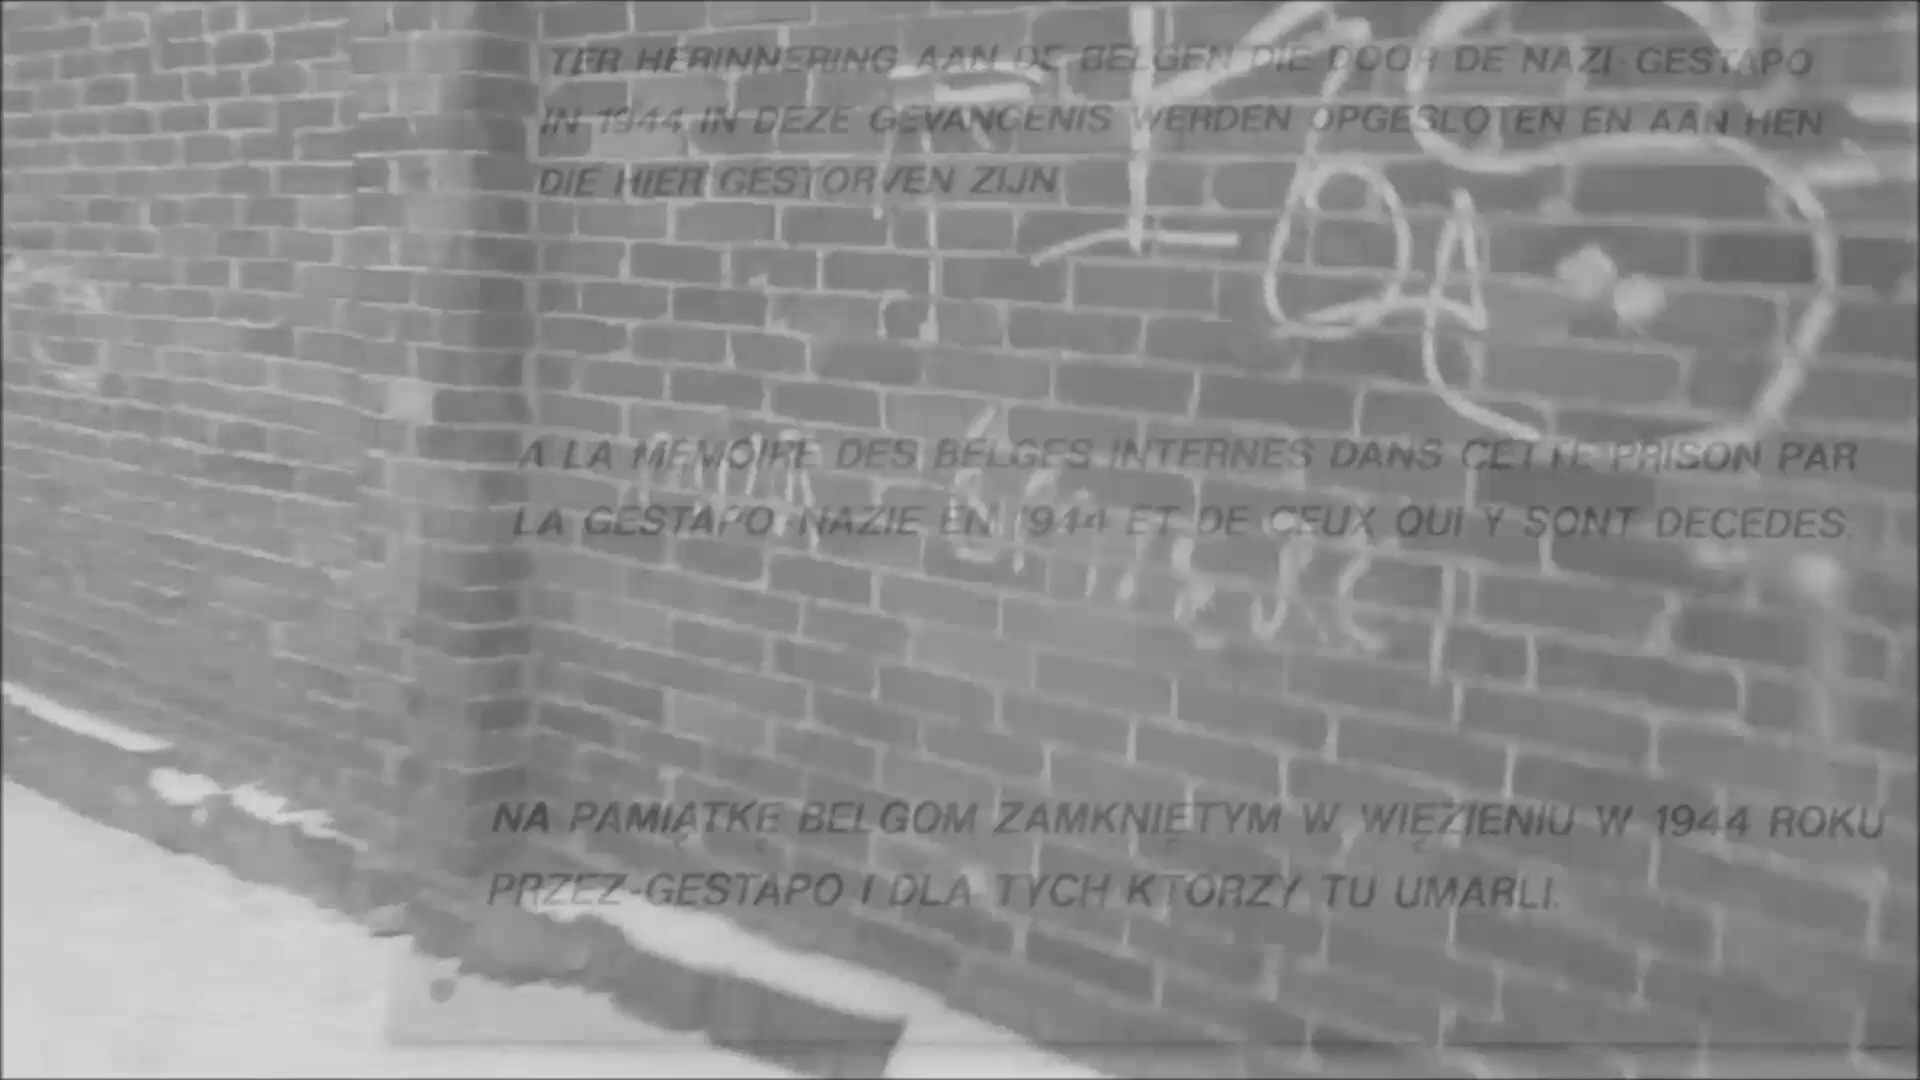 TER HERINNERING AAN DE BELGEN DIE DOOR DE NAZI-GESTAPO
IN 1944 IN DEZE GEVANGENIS WERDEN OPGESLOTEN EN AAN HEN
DIE HIER GESTORVEN ZIJN
A LA MEMOIRE DES BELGES INTERNES DANS CETTE PRISON PAR
LA GESTAPO-NAZIE EN 1944 ET DE CEUX QUI Y SONT DECEDES.
NA PAMIĄTKĘ BELGOM ZAMKNIĘTYM W WIĘZIENIU W 1944 ROKU
PRZEZ-GESTAPO I DLA TYCH KTÓRZY TU UMARLI.